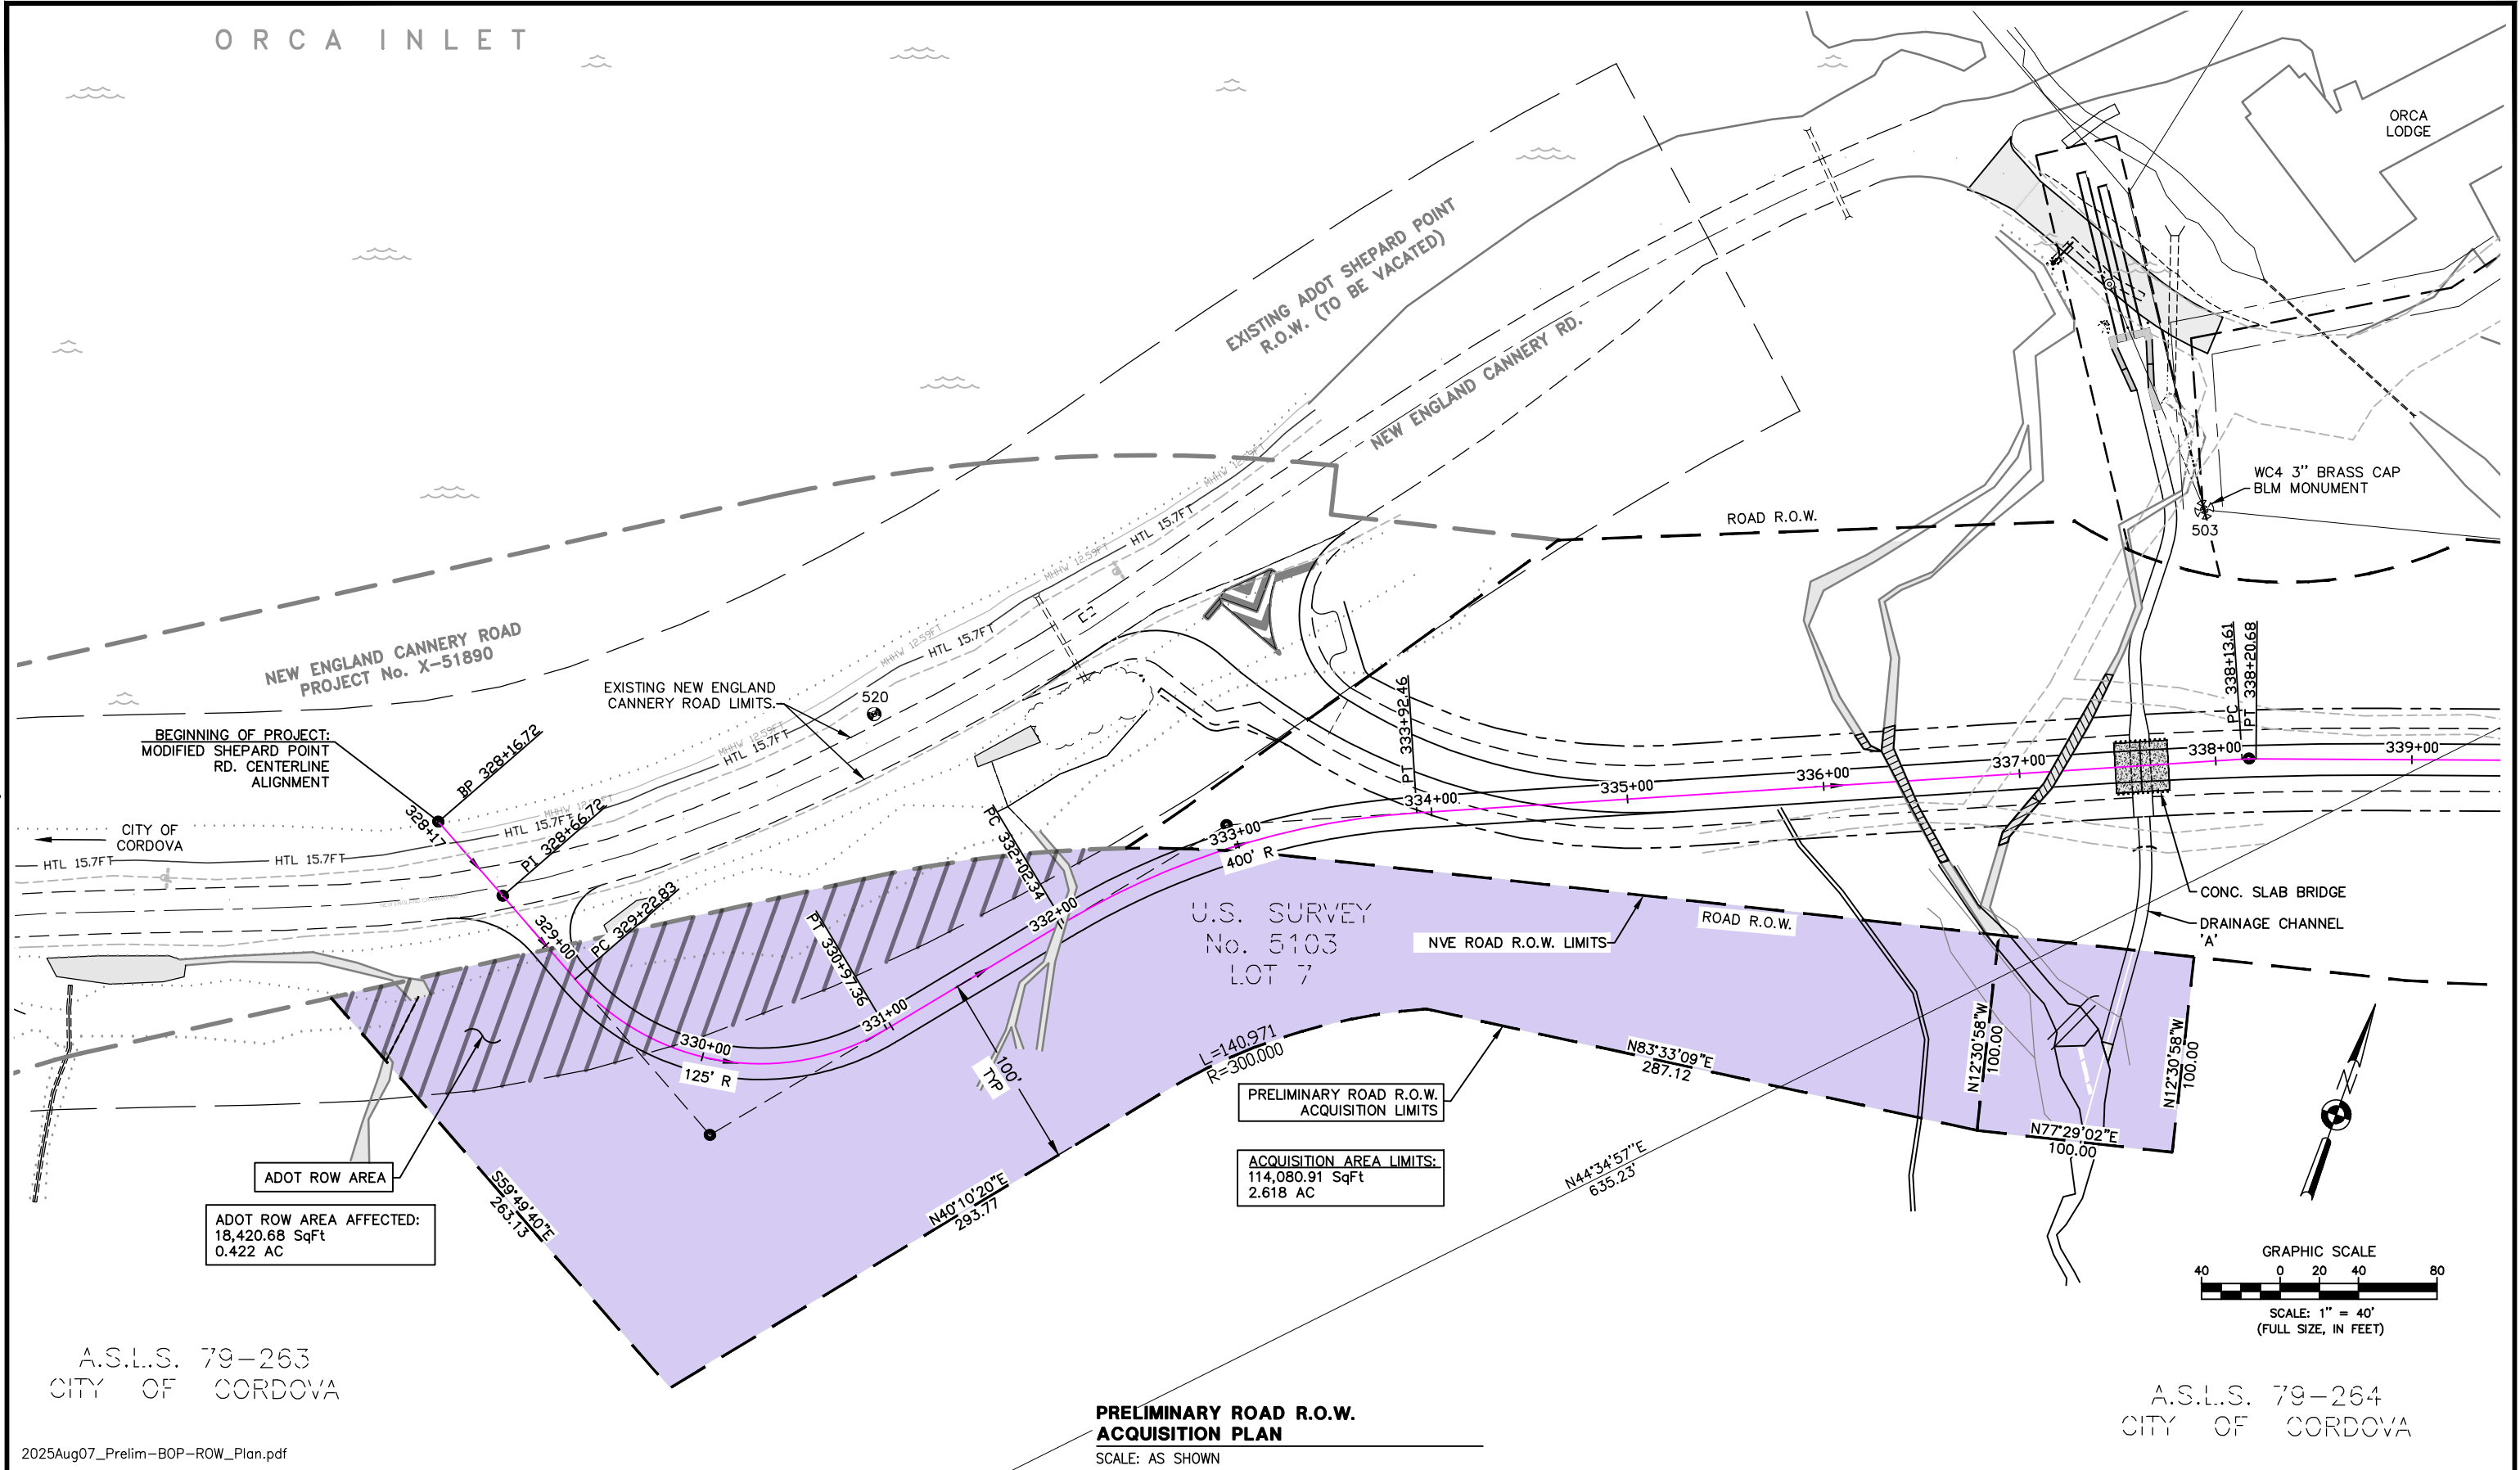 ORCA INLET
ORCA
LODGE
EXISTING ADOT SHEPARD POINT
R.O.W. (TO BE VACATED)
NEW ENGLAND CANNERY RD.
WC4 3" BRASS CAP
BLM MONUMENT
503
ROAD R.O.W.
NEW ENGLAND CANNERY ROAD
PROJECT No. X-51890
EXISTING NEW ENGLAND
CANNERY ROAD LIMITS.
520
MHHW 12.59FT
MHHW 12.59FT
MHHW 12.59FT
MHHW 12.59FT
HTL 15.7FT
HTL 15.7FT
HTL 15.7FT
HTL 15.7FT
HTL 15.7FT
HTL 15.7FT
BEGINNING OF PROJECT:
MODIFIED SHEPARD POINT
RD. CENTERLINE
ALIGNMENT
CITY OF
CORDOVA
BP 328+16.72
328+17
PI 328+66.72
329+00
PC 329+22.83
330+00
125' R
PT 330+97.36
331+00
PC 332+02.34
332+00
333+00
400' R
PT 333+92.46
334+00
335+00
336+00
337+00
338+00
339+00
PC 338+13.61
PT 338+20.68
CONC. SLAB BRIDGE
DRAINAGE CHANNEL
'A'
U.S. SURVEY
No. 5103
LOT 7
NVE ROAD R.O.W. LIMITS
ROAD R.O.W.
100'
TYP
L=140.971
R=300.000
N83°33'09"E
287.12
N12°30'58"W
100.00
N12°30'58"W
100.00
N77°29'02"E
100.00
PRELIMINARY ROAD R.O.W.
ACQUISITION LIMITS
ACQUISITION AREA LIMITS:
114,080.91 SqFt
2.618 AC
N44°34'57"E
635.23'
ADOT ROW AREA
ADOT ROW AREA AFFECTED:
18,420.68 SqFt
0.422 AC
S59°49'40"E
263.13
N40°10'20"E
293.77
GRAPHIC SCALE
40 0 20 40 80
SCALE: 1" = 40'
(FULL SIZE, IN FEET)
A.S.L.S. 79-263
CITY OF CORDOVA
A.S.L.S. 79-264
CITY OF CORDOVA
PRELIMINARY ROAD R.O.W.
ACQUISITION PLAN
SCALE: AS SHOWN
2025Aug07_Prelim-BOP-ROW_Plan.pdf